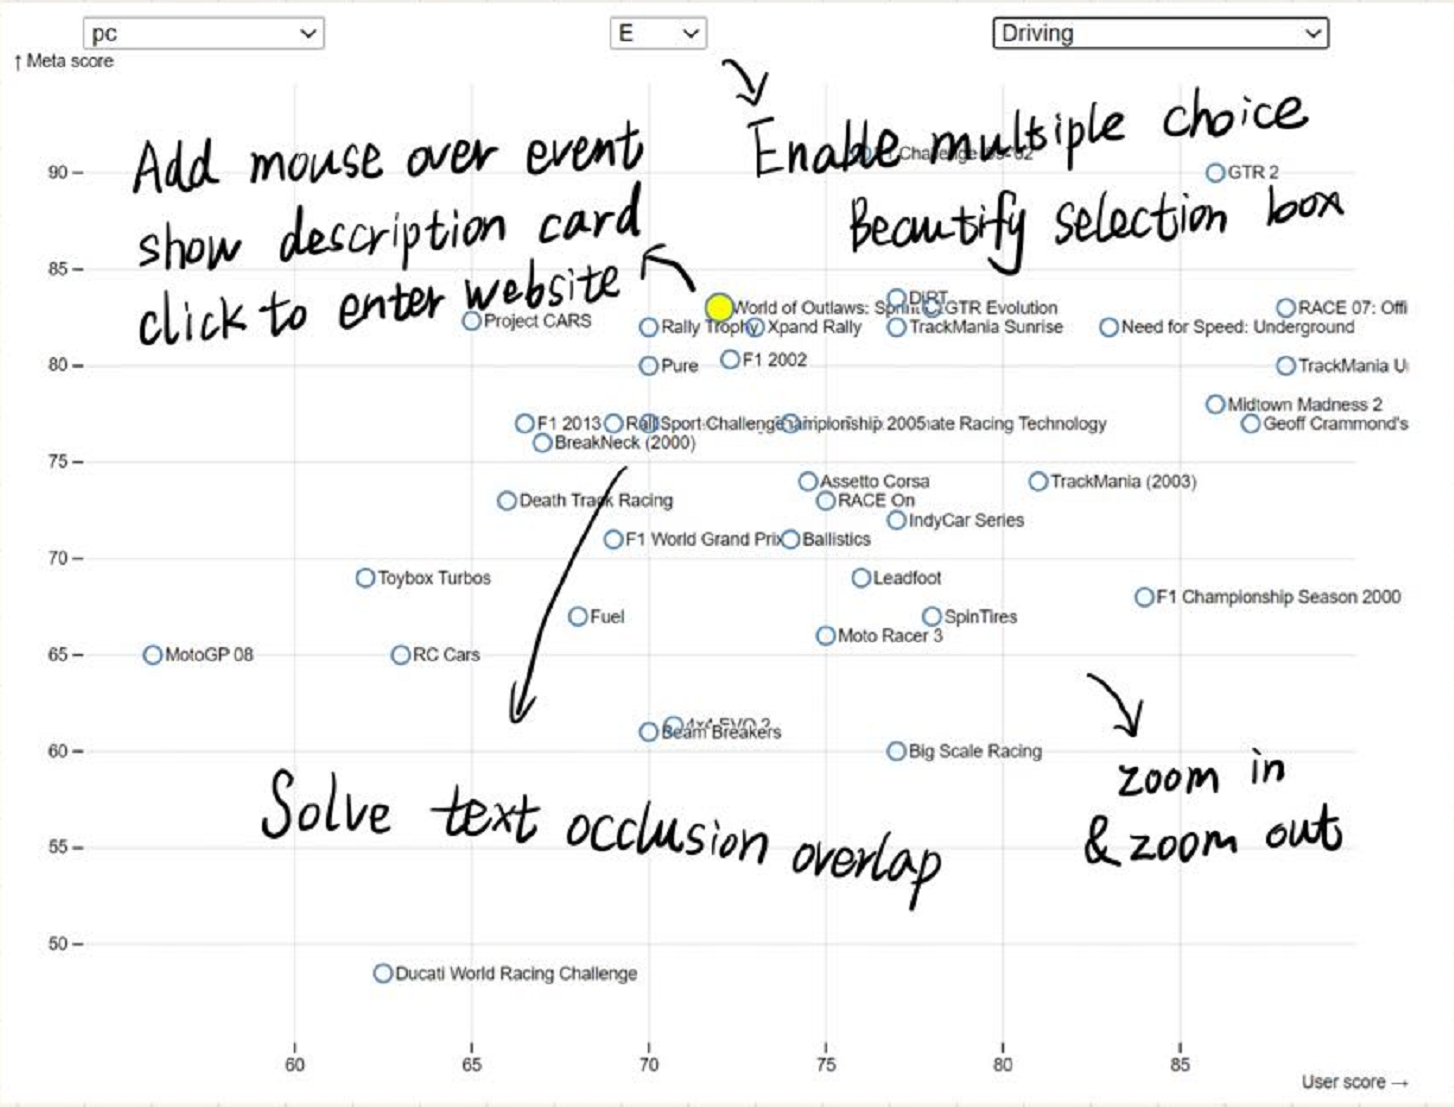 pc
E
Driving
↑ Meta score
Add mouse over event
show description card
click to enter website
Enable multiple choice
Beautify selection box
90
GTR 2
85
DiRT
World of Outlaws:
GTR Evolution
RACE 07:
Project CARS
Rally Trophy
Xpand Rally
TrackMania Sunrise
Need for Speed: Underground
80
Pure
F1 2002
TrackMania
Midtown Madness 2
F1 2013
RalliSport Challenge
2005
Racing Technology
Geoff Crammond's
BreakNeck (2000)
75
Assetto Corsa
TrackMania (2003)
Death Track Racing
RACE On
IndyCar Series
F1 World Grand Prix
Ballistics
70
Toybox Turbos
Leadfoot
F1 Championship Season 2000
Fuel
SpinTires
Moto Racer 3
65
MotoGP 08
RC Cars
4x4 EVO 2
Beam Breakers
60
Big Scale Racing
zoom in
& zoom out
Solve text occlusion overlap
55
50
Ducati World Racing Challenge
60 65 70 75 80 85
User score →